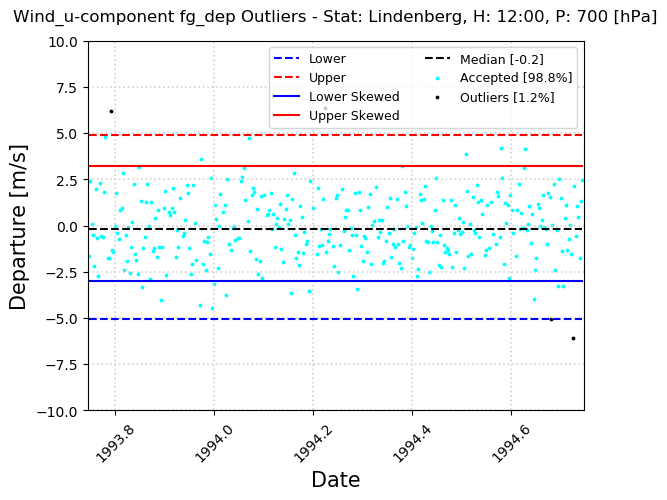 Wind_u-component fg_dep Outliers - Stat: Lindenberg, H: 12:00, P: 700 [hPa]
10.0
7.5
5.0
2.5
0.0
−2.5
−5.0
−7.5
−10.0
Departure [m/s]
Lower
Upper
Lower Skewed
Upper Skewed
Median [-0.2]
Accepted [98.8%]
Outliers [1.2%]
1993.8
1994.0
1994.2
1994.4
1994.6
Date